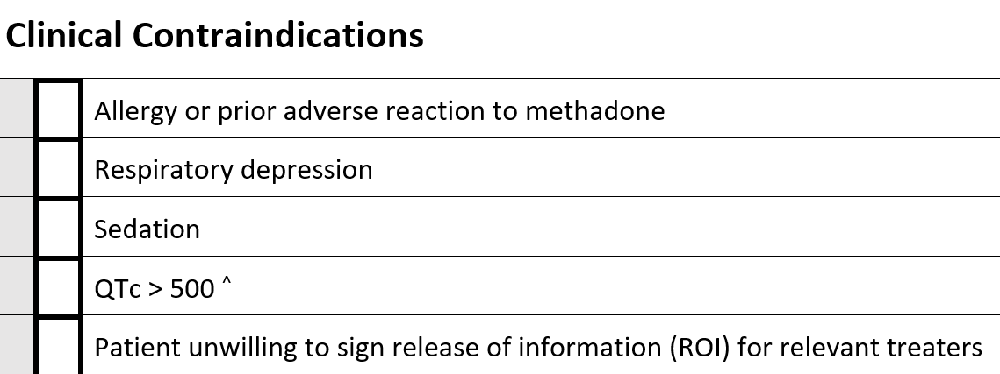 Clinical Contraindications
Allergy or prior adverse reaction to methadone
Respiratory depression
Sedation
QTc > 500 ^
Patient unwilling to sign release of information (ROI) for relevant treaters